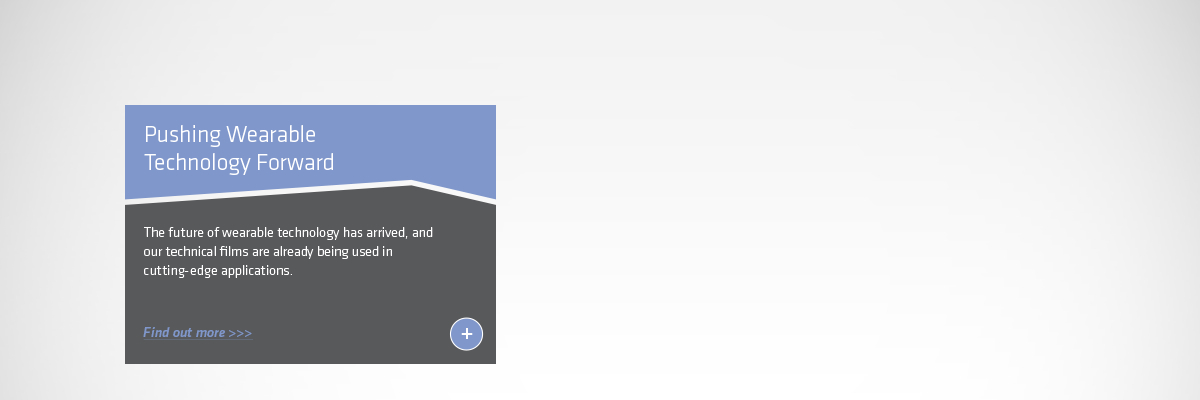 Pushing Wearable
Technology Forward
The future of wearable technology has arrived, and
our technical films are already being used in
cutting-edge applications.
Find out more >>>
+